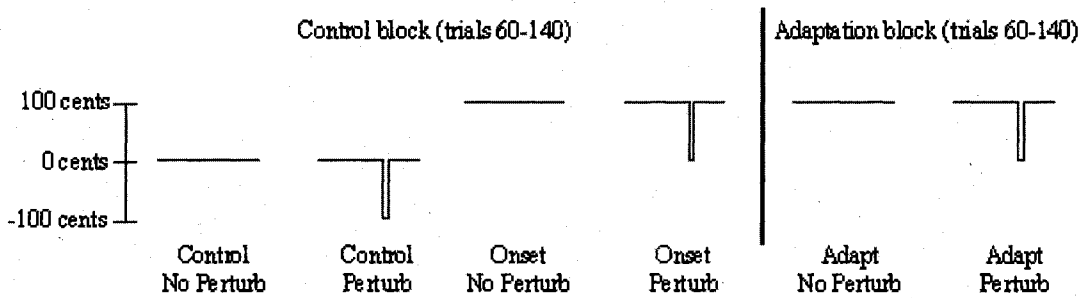 Control block (trials 60-140)
Adaptation block (trials 60-140)
100 cents
0 cents
-100 cents
Control
No Perturb
Control
Perturb
Onset
No Perturb
Onset
Perturb
Adapt
No Perturb
Adapt
Perturb